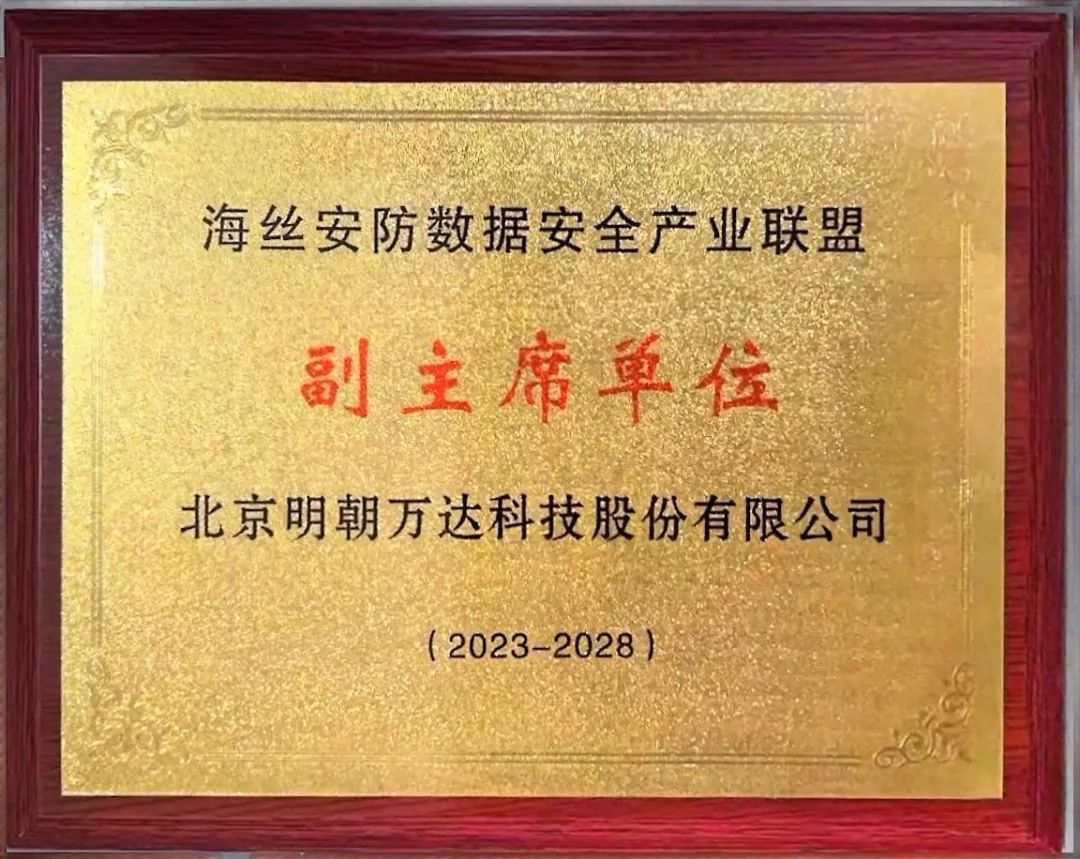 海丝安防数据安全产业联盟
副主席单位
北京明朝万达科技股份有限公司
（2023-2028）